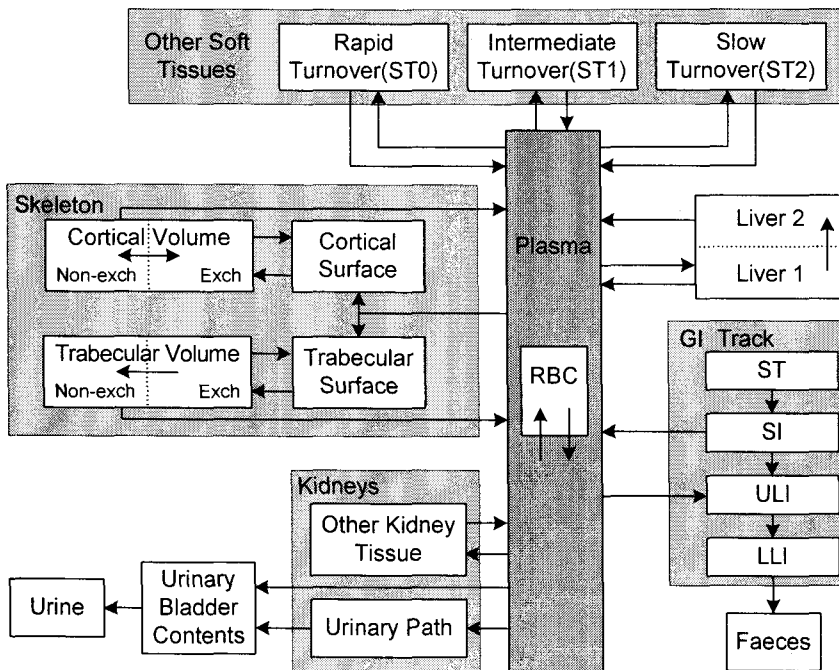 Other Soft
Tissues
Rapid
Turnover(ST0)
Intermediate
Turnover(ST1)
Slow
Turnover(ST2)
Skeleton
Cortical Volume
Non-exch Exch
Cortical
Surface
Trabecular Volume
Non-exch Exch
Trabecular
Surface
Plasma
RBC
Liver 2
Liver 1
GI Track
ST
SI
ULI
LLI
Faeces
Kidneys
Other Kidney
Tissue
Urinary Path
Urinary
Bladder
Contents
Urine